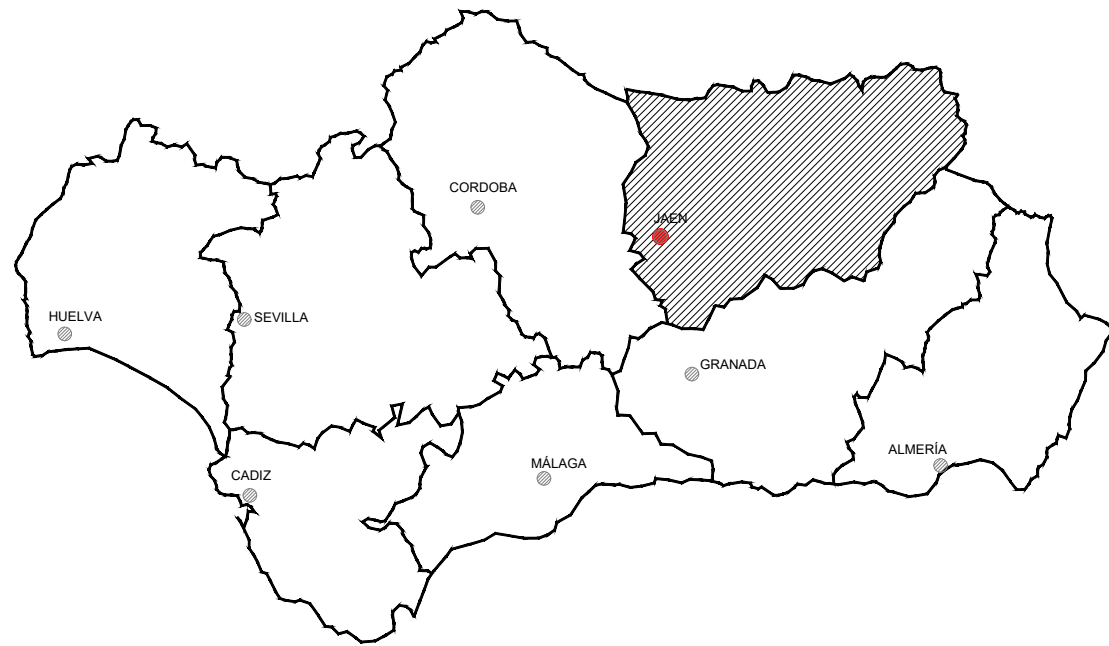 CORDOBA
JAEN
HUELVA
SEVILLA
GRANADA
ALMERÍA
MÁLAGA
CADIZ